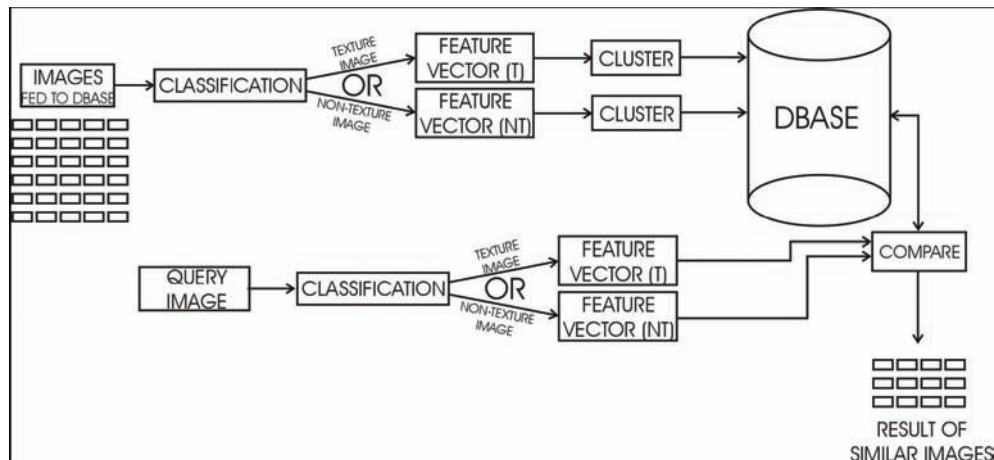 IMAGES
FED TO DBASE
CLASSIFICATION
TEXTURE
IMAGE
OR
NON-TEXTURE
IMAGE
FEATURE
VECTOR (T)
FEATURE
VECTOR (NT)
CLUSTER
CLUSTER
DBASE
QUERY
IMAGE
CLASSIFICATION
TEXTURE
IMAGE
OR
NON-TEXTURE
IMAGE
FEATURE
VECTOR (T)
FEATURE
VECTOR (NT)
COMPARE
RESULT OF
SIMILAR IMAGES